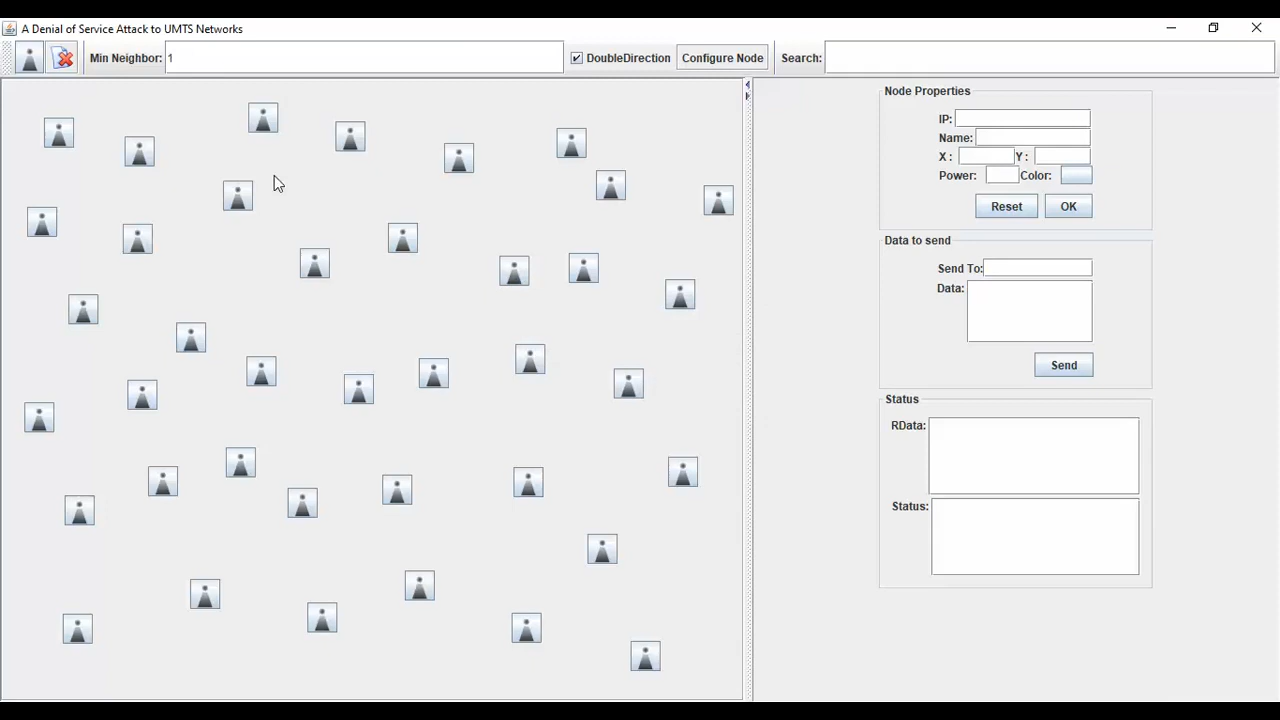 A Denial of Service Attack to UMTS Networks
Min Neighbor: 1 DoubleDirection Configure Node Search:
Node Properties
IP:
Name:
X : Y :
Power: Color:
Reset OK
Data to send
Send To:
Data:
Send
Status
RData:
Status: